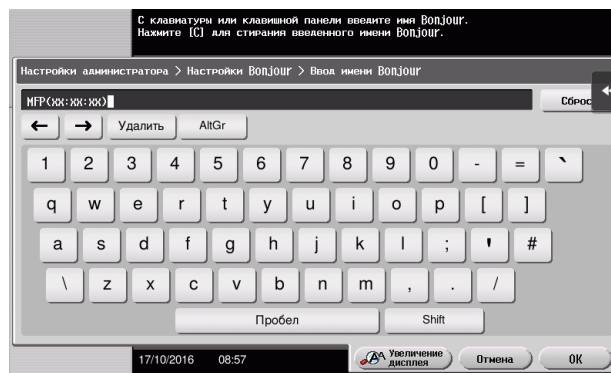 С клавиатуры или клавишной панели введите имя Bonjour.
Нажмите [C] для стирания введенного имени Bonjour.
Настройки администратора > Настройки Bonjour > Ввод имени Bonjour
MFP(xx:xx:xx)
Сброс
← → Удалить AltGr
1 2 3 4 5 6 7 8 9 0 - = `
q w e r t y u i o p [ ]
a s d f g h j k l ; ' #
\ z x c v b n m , . /
Пробел Shift
17/10/2016 08:57 Увеличение дисплея Отмена OK